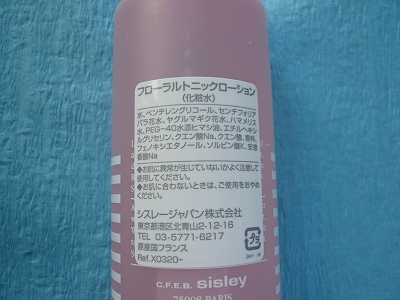 フローラルトニックローション
(化粧水)
水、ペンチレングリコール、センチフォリア
バラ花水、ヤグルマギク花水、ハマメリス
水、PEG-40水添ヒマシ油、エチルヘキシ
ルグリセリン、クエン酸Na、クエン酸、香料、
フェノキシエタノール、ソルビン酸K、安息
香酸Na
●お肌に異常が生じていないかよく注意して
使用してください。
●お肌に合わないときは、ご使用をおやめ
ください。
シスレージャパン株式会社
東京都港区北青山2-12-16
TEL 03-5771-6217
原産国フランス
Ref.X0320-
C.F.E.B. sisley
75008 PARIS